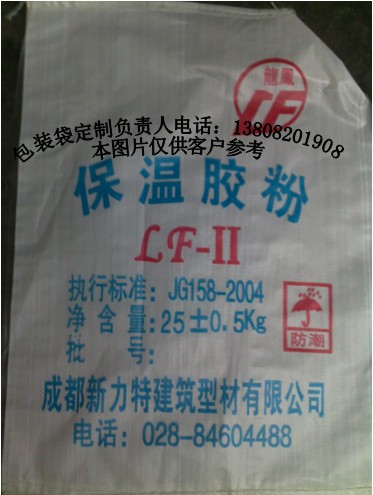 龍鳳
LF
包装袋定制负责人电话：13808201908
本图片仅供客户参考
保温胶粉
LF-II
执行标准：JG158-2004
净含量：25±0.5Kg
批 号：
防潮
成都新力特建筑型材有限公司
电话：028-84604488